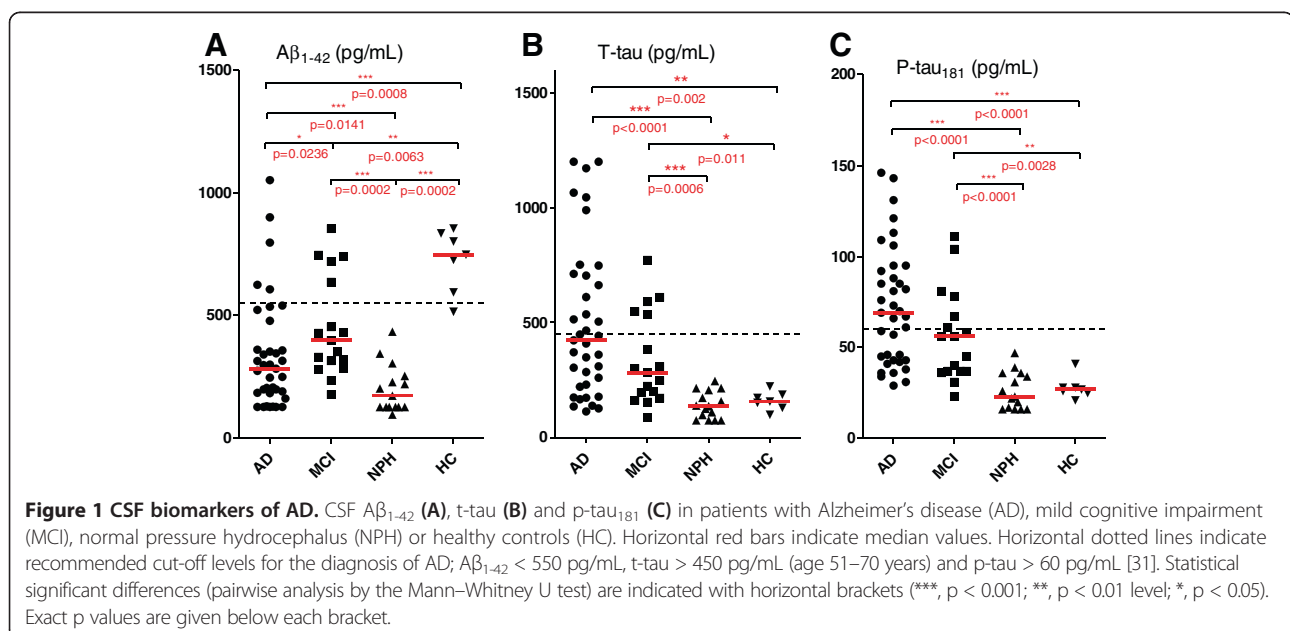 A
Aβ1-42 (pg/mL)
1500
1000
500
0
***
p=0.0008
***
p=0.0141
*
p=0.0236
**
p=0.0063
***
p=0.0002
***
p=0.0002
AD
MCI
NPH
HC
B
T-tau (pg/mL)
1500
1000
500
0
**
p=0.002
***
p<0.0001
*
p=0.011
***
p=0.0006
AD
MCI
NPH
HC
C
P-tau181 (pg/mL)
200
150
100
50
0
***
p<0.0001
***
p<0.0001
**
p=0.0028
***
p<0.0001
AD
MCI
NPH
HC
Figure 1 CSF biomarkers of AD. CSF Aβ1-42 (A), t-tau (B) and p-tau181 (C) in patients with Alzheimer's disease (AD), mild cognitive impairment
(MCI), normal pressure hydrocephalus (NPH) or healthy controls (HC). Horizontal red bars indicate median values. Horizontal dotted lines indicate
recommended cut-off levels for the diagnosis of AD; Aβ1-42 < 550 pg/mL, t-tau > 450 pg/mL (age 51–70 years) and p-tau > 60 pg/mL [31]. Statistical
significant differences (pairwise analysis by the Mann–Whitney U test) are indicated with horizontal brackets (***, p < 0.001; **, p < 0.01 level; *, p < 0.05).
Exact p values are given below each bracket.